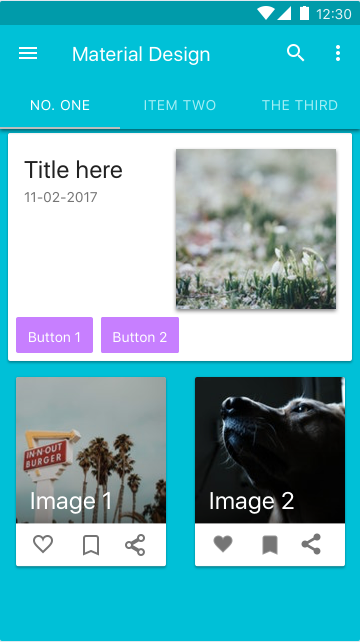 12:30
Material Design
NO. ONE
ITEM TWO
THE THIRD
Title here
11-02-2017
Button 1
Button 2
IN-N-OUT
BURGER
Image 1
Image 2